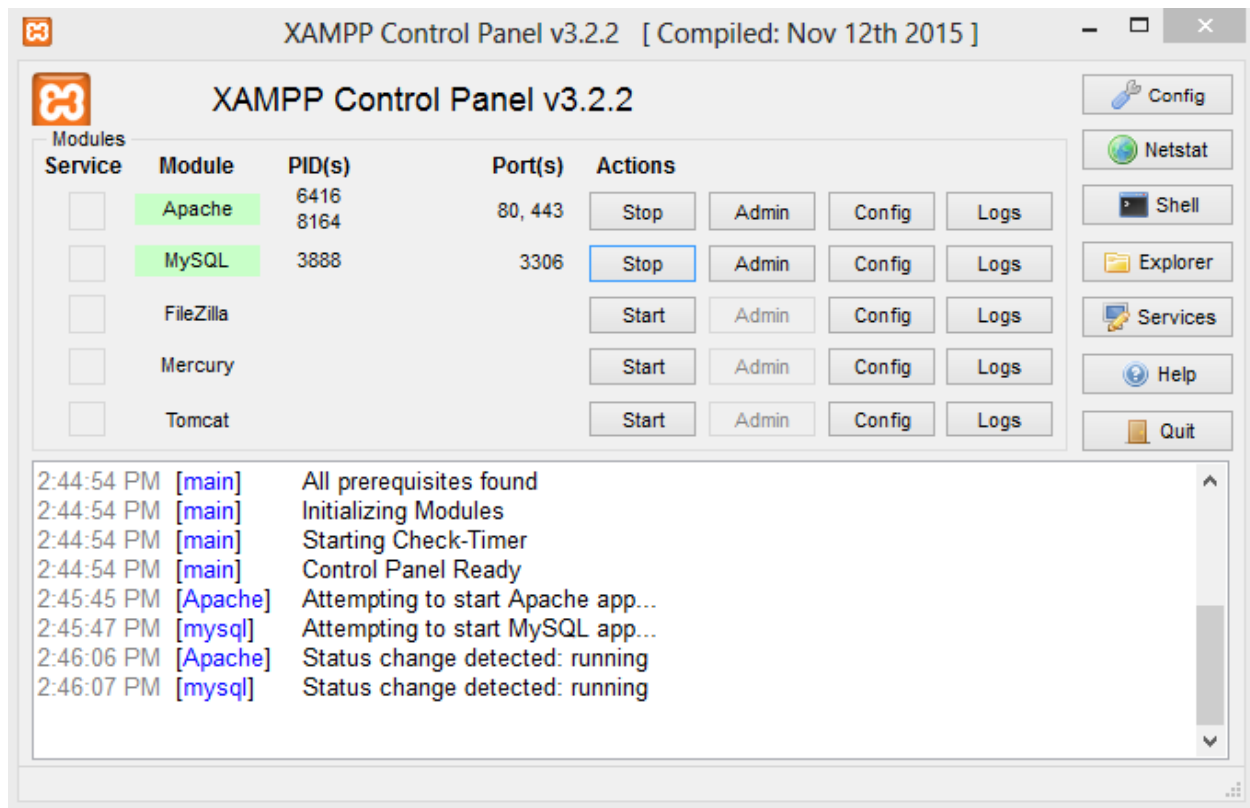 XAMPP Control Panel v3.2.2 [ Compiled: Nov 12th 2015 ]
XAMPP Control Panel v3.2.2
Config
Modules
Netstat
Service Module PID(s) Port(s) Actions
Apache 6416 8164 80, 443 Stop Admin Config Logs
Shell
MySQL 3888 3306 Stop Admin Config Logs
Explorer
FileZilla Start Admin Config Logs
Services
Mercury Start Admin Config Logs
Help
Tomcat Start Admin Config Logs
Quit
2:44:54 PM [main] All prerequisites found
2:44:54 PM [main] Initializing Modules
2:44:54 PM [main] Starting Check-Timer
2:44:54 PM [main] Control Panel Ready
2:45:45 PM [Apache] Attempting to start Apache app...
2:45:47 PM [mysql] Attempting to start MySQL app...
2:46:06 PM [Apache] Status change detected: running
2:46:07 PM [mysql] Status change detected: running